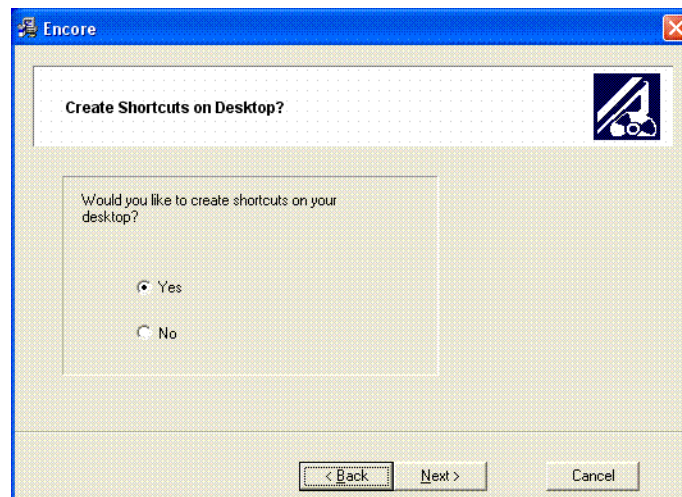 Encore
Create Shortcuts on Desktop?
Would you like to create shortcuts on your
desktop?
Yes
No
< Back Next > Cancel